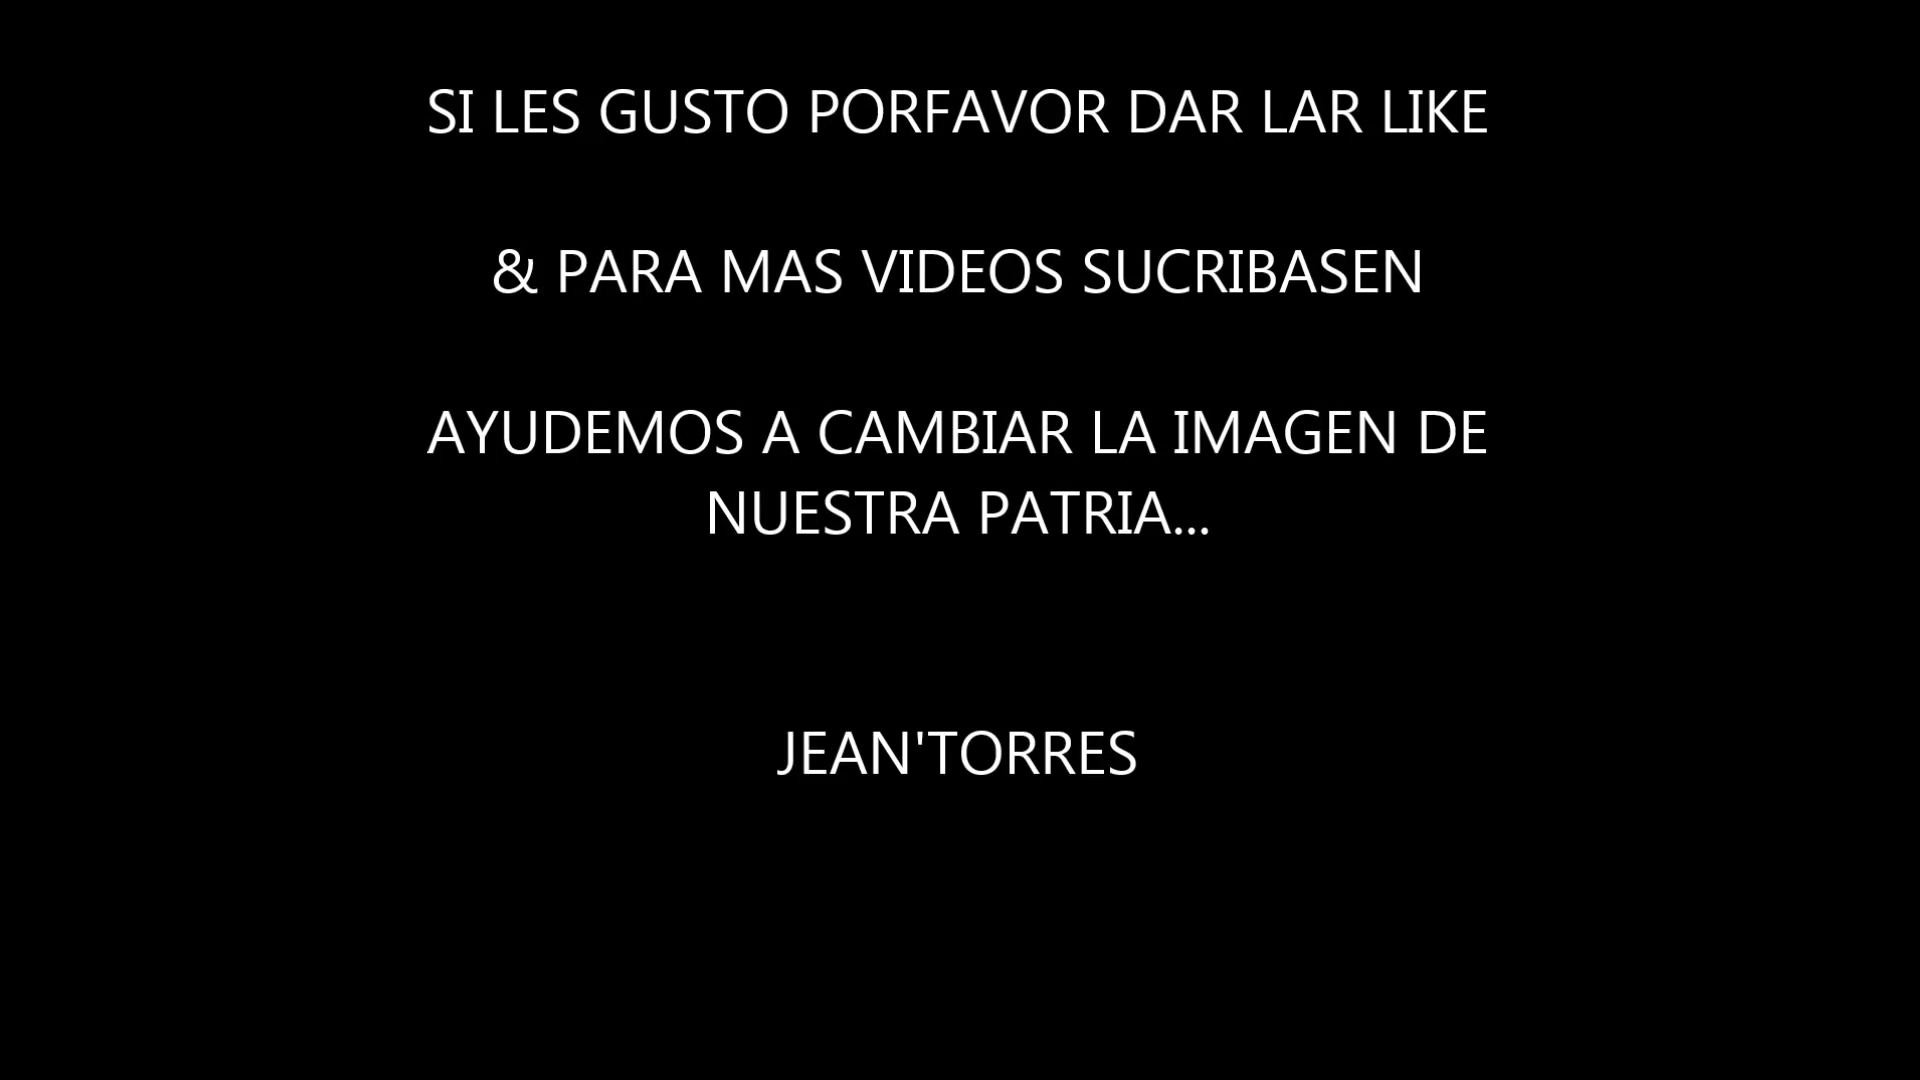 SI LES GUSTO PORFAVOR DAR LAR LIKE
& PARA MAS VIDEOS SUCRIBASEN
AYUDEMOS A CAMBIAR LA IMAGEN DE
NUESTRA PATRIA...
JEAN'TORRES